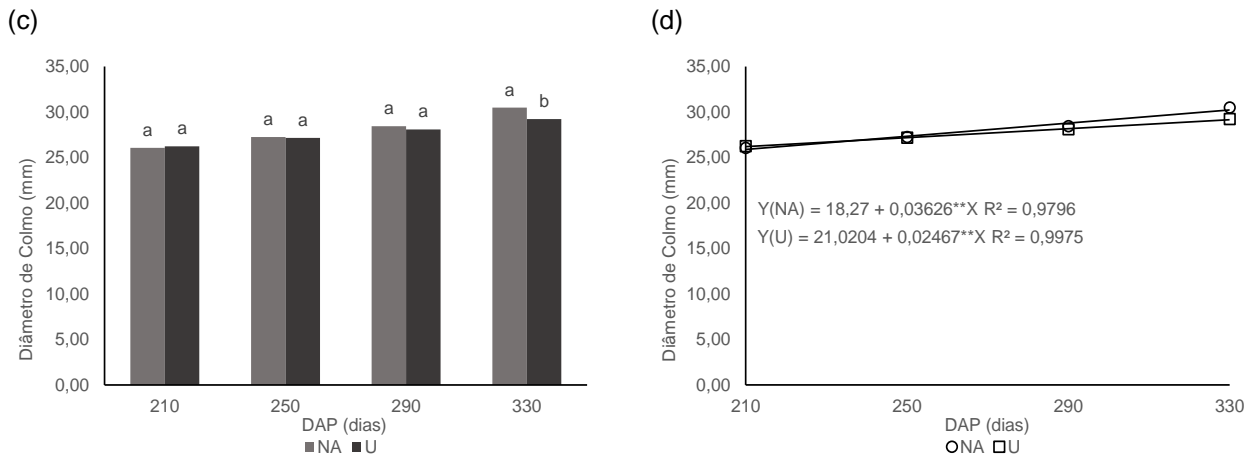 (c)
Diâmetro de Colmo (mm)
35,00
30,00
25,00
20,00
15,00
10,00
5,00
0,00
a a
a a
a a
a b
210 250 290 330
DAP (dias)
NA U
(d)
Diâmetro de Colmo (mm)
35,00
30,00
25,00
20,00
15,00
10,00
5,00
0,00
Y(NA) = 18,27 + 0,03626**X R² = 0,9796
Y(U) = 21,0204 + 0,02467**X R² = 0,9975
210 250 290 330
DAP (dias)
NA U